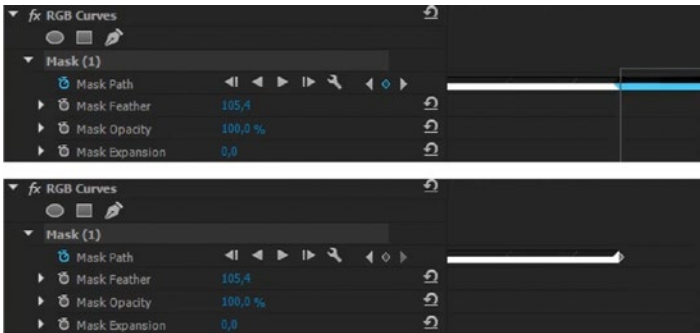 fx RGB Curves
Mask (1)
Mask Path
Mask Feather 105,4
Mask Opacity 100,0 %
Mask Expansion 0,0
fx RGB Curves
Mask (1)
Mask Path
Mask Feather 105,4
Mask Opacity 100,0 %
Mask Expansion 0,0